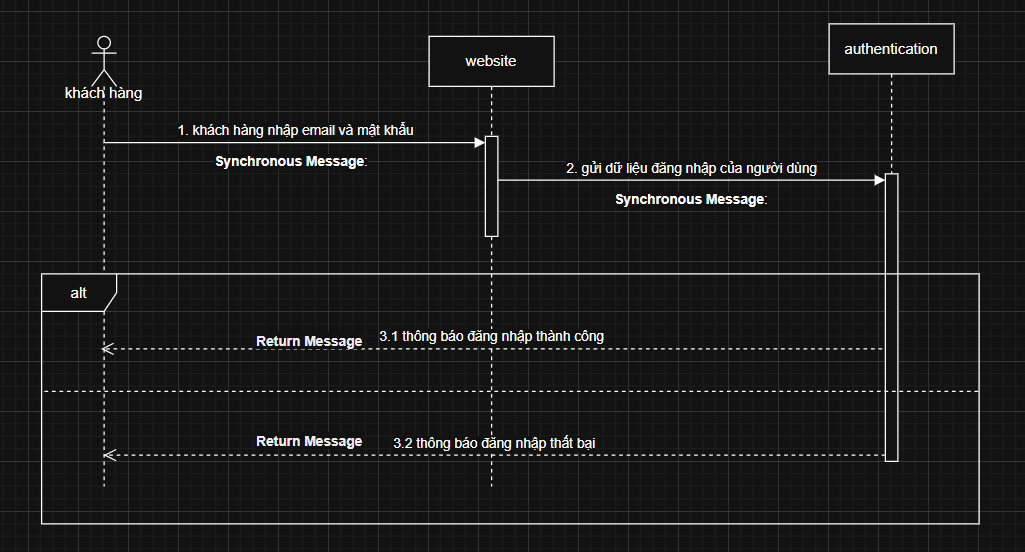 khách hàng
website
authentication
1. khách hàng nhập email và mật khẩu
Synchronous Message:
2. gửi dữ liệu đăng nhập của người dùng
Synchronous Message:
alt
Return Message
3.1 thông báo đăng nhập thành công
Return Message
3.2 thông báo đăng nhập thất bại